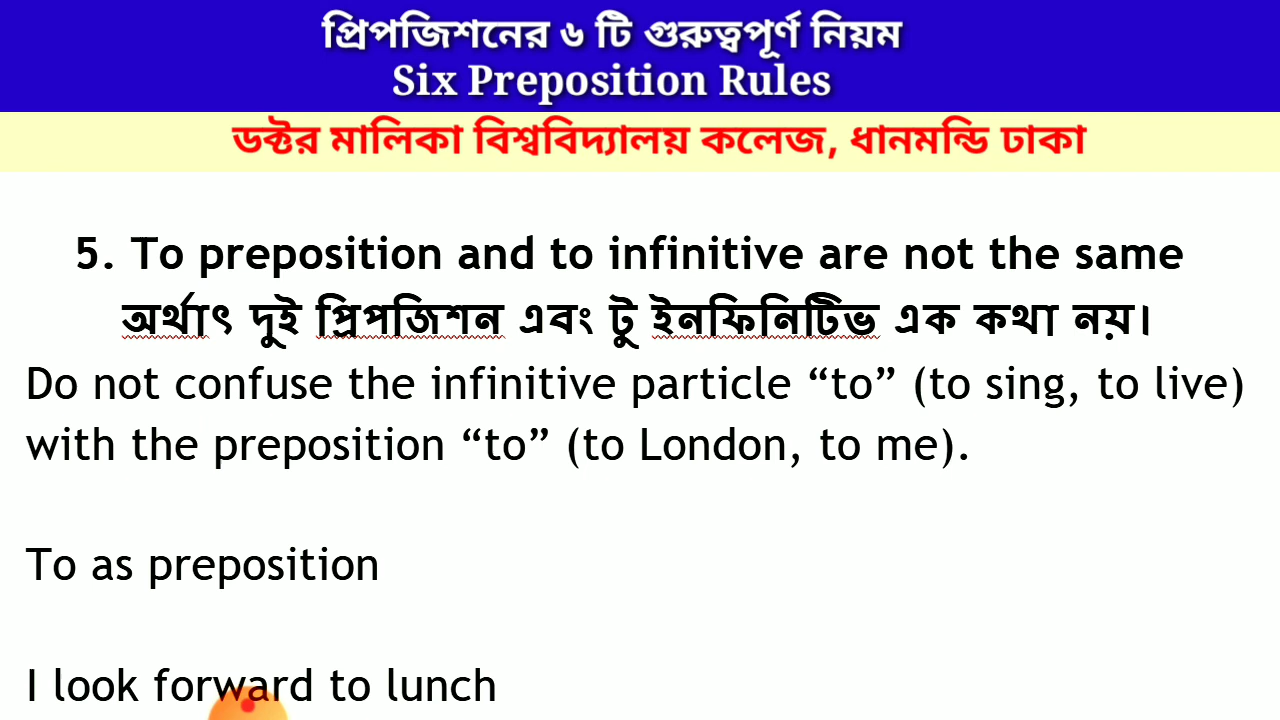 প্রিপজিশনের ৬ টি গুরুত্বপূর্ণ নিয়ম
Six Preposition Rules
ডক্টর মালিকা বিশ্ববিদ্যালয় কলেজ, ধানমন্ডি ঢাকা
5. To preposition and to infinitive are not the same
অর্থাৎ দুই প্রিপজিশন এবং টু ইনফিনিটিভ এক কথা নয়।
Do not confuse the infinitive particle “to” (to sing, to live)
with the preposition “to” (to London, to me).
To as preposition
I look forward to lunch